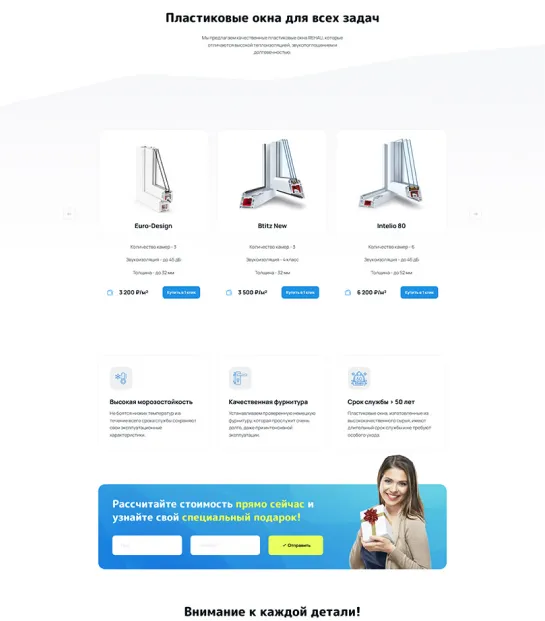 Пластиковые окна для всех задач
Мы предлагаем качественные пластиковые окна REHAU, которые
отличаются высокой теплоизоляцией, звукопоглощением и
долговечностью.
Euro-Design
Btitz New
Intelio 80
Количество камер - 3
Количество камер - 3
Количество камер - 6
Звукоизоляция - до 45 дБ
Звукоизоляция - 4 класс
Звукоизоляция - до 46 дБ
Толщина - до 32 мм
Толщина - 32 мм
Толщина - до 52 мм
3 200 ₽/м²
Купить в 1 клик
3 500 ₽/м²
Купить в 1 клик
6 200 ₽/м²
Купить в 1 клик
Высокая морозостойкость
Качественная фурнитура
Срок службы > 50 лет
Не боятся низких температур и в
течение всего срока службы сохраняют
свои эксплуатационные
характеристики.
Устанавливаем проверенную немецкую
фурнитуру, которая прослужит очень
долго, даже при интенсивной
эксплуатации.
Пластиковые окна, изготовленные из
высококачественного сырья, имеют
длительный срок службы и не требуют
особого ухода.
Рассчитайте стоимость прямо сейчас и
узнайте свой специальный подарок!
✓ Отправить
Внимание к каждой детали!